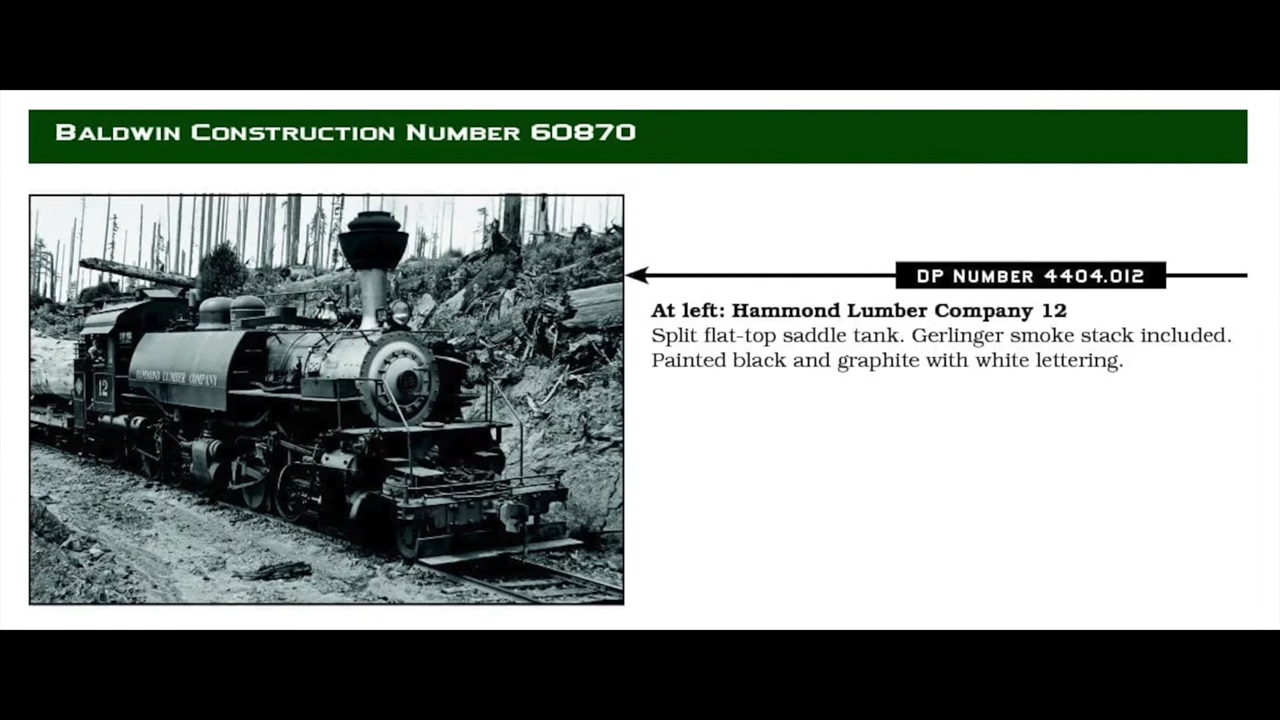 Baldwin Construction Number 60870
DP Number 4404.012
At left: Hammond Lumber Company 12
Split flat-top saddle tank. Gerlinger smoke stack included.
Painted black and graphite with white lettering.
HAMMOND LUMBER COMPANY
12